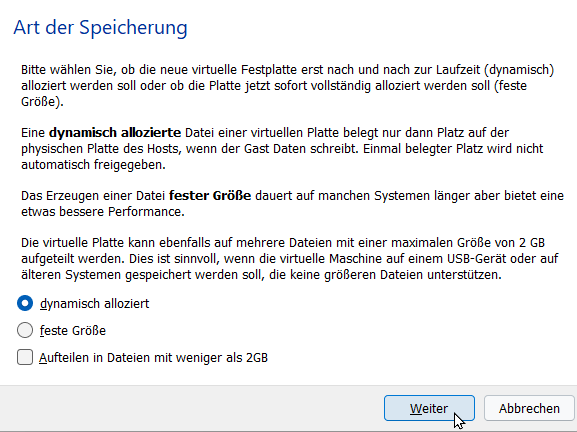 Art der Speicherung
Bitte wählen Sie, ob die neue virtuelle Festplatte erst nach und nach zur Laufzeit (dynamisch)
alloziert werden soll oder ob die Platte jetzt sofort vollständig alloziert werden soll (feste
Größe).
Eine dynamisch allozierte Datei einer virtuellen Platte belegt nur dann Platz auf der
physischen Platte des Hosts, wenn der Gast Daten schreibt. Einmal belegter Platz wird nicht
automatisch freigegeben.
Das Erzeugen einer Datei fester Größe dauert auf manchen Systemen länger aber bietet eine
etwas bessere Performance.
Die virtuelle Platte kann ebenfalls auf mehrere Dateien mit einer maximalen Größe von 2 GB
aufgeteilt werden. Dies ist sinnvoll, wenn die virtuelle Maschine auf einem USB-Gerät oder auf
älteren Systemen gespeichert werden soll, die keine größeren Dateien unterstützen.
dynamisch alloziert
feste Größe
Aufteilen in Dateien mit weniger als 2GB
Weiter Abbrechen